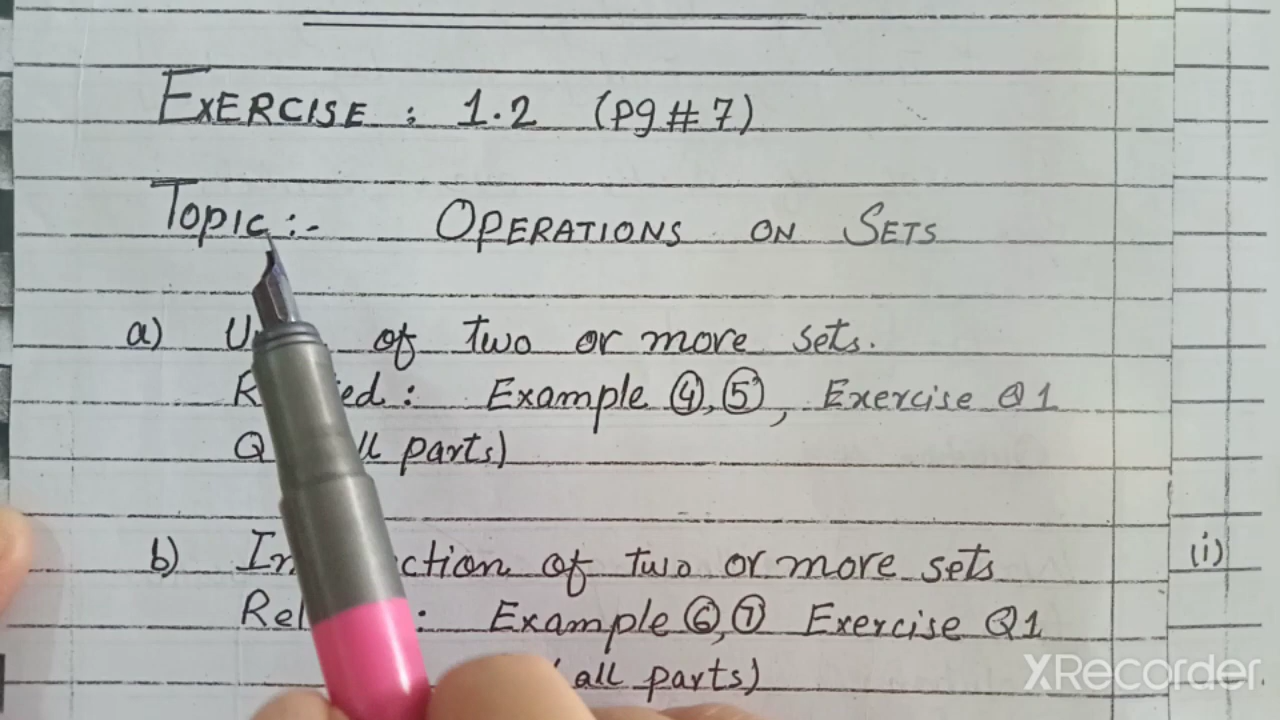 EXERCISE : 1.2 (Pg # 7)
Topic :- OPERATIONS ON SETS
a) of two or more sets.
Example ④,⑤, Exercise Q1
Q parts)
b) of two or more sets
(i)
: Example ⑥,⑦ Exercise Q1
all parts)
XRecorder